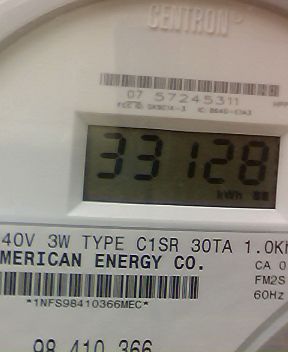 CENTRON
07 57245311
33128
kWh
40V 3W TYPE C1SR 30TA 1.0K
MERICAN ENERGY CO.
CA 0
FM2S
60Hz
*1NFS98410366MEC*
98 410 366